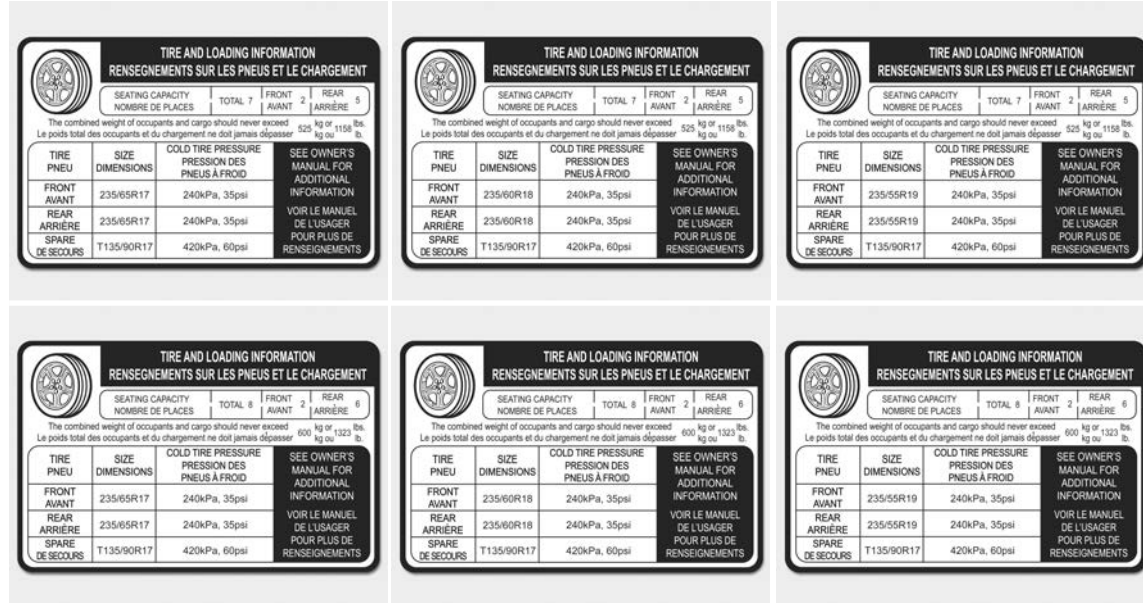 TIRE AND LOADING INFORMATION
RENSEGNEMENTS SUR LES PNEUS ET LE CHARGEMENT
SEATING CAPACITY
NOMBRE DE PLACES
TOTAL 7
FRONT
AVANT
2
REAR
ARRIÈRE
5
The combined weight of occupants and cargo should never exceed 525 kg or 1158 lbs.
Le poids total des occupants et du chargement ne doit jamais dépasser 525 kg ou 1158 lb.
TIRE
PNEU
SIZE
DIMENSIONS
COLD TIRE PRESSURE
PRESSION DES
PNEUS À FROID
FRONT
AVANT
235/65R17
240kPa, 35psi
REAR
ARRIÈRE
235/65R17
240kPa, 35psi
SPARE
DE SECOURS
T135/90R17
420kPa, 60psi
SEE OWNER'S
MANUAL FOR
ADDITIONAL
INFORMATION
VOIR LE MANUEL
DE L'USAGER
POUR PLUS DE
RENSEIGNEMENTS
TIRE AND LOADING INFORMATION
RENSEGNEMENTS SUR LES PNEUS ET LE CHARGEMENT
SEATING CAPACITY
NOMBRE DE PLACES
TOTAL 7
FRONT
AVANT
2
REAR
ARRIÈRE
5
The combined weight of occupants and cargo should never exceed 525 kg or 1158 lbs.
Le poids total des occupants et du chargement ne doit jamais dépasser 525 kg ou 1158 lb.
TIRE
PNEU
SIZE
DIMENSIONS
COLD TIRE PRESSURE
PRESSION DES
PNEUS À FROID
FRONT
AVANT
235/60R18
240kPa, 35psi
REAR
ARRIÈRE
235/60R18
240kPa, 35psi
SPARE
DE SECOURS
T135/90R17
420kPa, 60psi
SEE OWNER'S
MANUAL FOR
ADDITIONAL
INFORMATION
VOIR LE MANUEL
DE L'USAGER
POUR PLUS DE
RENSEIGNEMENTS
TIRE AND LOADING INFORMATION
RENSEGNEMENTS SUR LES PNEUS ET LE CHARGEMENT
SEATING CAPACITY
NOMBRE DE PLACES
TOTAL 7
FRONT
AVANT
2
REAR
ARRIÈRE
5
The combined weight of occupants and cargo should never exceed 525 kg or 1158 lbs.
Le poids total des occupants et du chargement ne doit jamais dépasser 525 kg ou 1158 lb.
TIRE
PNEU
SIZE
DIMENSIONS
COLD TIRE PRESSURE
PRESSION DES
PNEUS À FROID
FRONT
AVANT
235/55R19
240kPa, 35psi
REAR
ARRIÈRE
235/55R19
240kPa, 35psi
SPARE
DE SECOURS
T135/90R17
420kPa, 60psi
SEE OWNER'S
MANUAL FOR
ADDITIONAL
INFORMATION
VOIR LE MANUEL
DE L'USAGER
POUR PLUS DE
RENSEIGNEMENTS
TIRE AND LOADING INFORMATION
RENSEGNEMENTS SUR LES PNEUS ET LE CHARGEMENT
SEATING CAPACITY
NOMBRE DE PLACES
TOTAL 8
FRONT
AVANT
2
REAR
ARRIÈRE
6
The combined weight of occupants and cargo should never exceed 600 kg or 1323 lbs.
Le poids total des occupants et du chargement ne doit jamais dépasser 600 kg ou 1323 lb.
TIRE
PNEU
SIZE
DIMENSIONS
COLD TIRE PRESSURE
PRESSION DES
PNEUS À FROID
FRONT
AVANT
235/65R17
240kPa, 35psi
REAR
ARRIÈRE
235/65R17
240kPa, 35psi
SPARE
DE SECOURS
T135/90R17
420kPa, 60psi
SEE OWNER'S
MANUAL FOR
ADDITIONAL
INFORMATION
VOIR LE MANUEL
DE L'USAGER
POUR PLUS DE
RENSEIGNEMENTS
TIRE AND LOADING INFORMATION
RENSEGNEMENTS SUR LES PNEUS ET LE CHARGEMENT
SEATING CAPACITY
NOMBRE DE PLACES
TOTAL 8
FRONT
AVANT
2
REAR
ARRIÈRE
6
The combined weight of occupants and cargo should never exceed 600 kg or 1323 lbs.
Le poids total des occupants et du chargement ne doit jamais dépasser 600 kg ou 1323 lb.
TIRE
PNEU
SIZE
DIMENSIONS
COLD TIRE PRESSURE
PRESSION DES
PNEUS À FROID
FRONT
AVANT
235/60R18
240kPa, 35psi
REAR
ARRIÈRE
235/60R18
240kPa, 35psi
SPARE
DE SECOURS
T135/90R17
420kPa, 60psi
SEE OWNER'S
MANUAL FOR
ADDITIONAL
INFORMATION
VOIR LE MANUEL
DE L'USAGER
POUR PLUS DE
RENSEIGNEMENTS
TIRE AND LOADING INFORMATION
RENSEGNEMENTS SUR LES PNEUS ET LE CHARGEMENT
SEATING CAPACITY
NOMBRE DE PLACES
TOTAL 8
FRONT
AVANT
2
REAR
ARRIÈRE
6
The combined weight of occupants and cargo should never exceed 600 kg or 1323 lbs.
Le poids total des occupants et du chargement ne doit jamais dépasser 600 kg ou 1323 lb.
TIRE
PNEU
SIZE
DIMENSIONS
COLD TIRE PRESSURE
PRESSION DES
PNEUS À FROID
FRONT
AVANT
235/55R19
240kPa, 35psi
REAR
ARRIÈRE
235/55R19
240kPa, 35psi
SPARE
DE SECOURS
T135/90R17
420kPa, 60psi
SEE OWNER'S
MANUAL FOR
ADDITIONAL
INFORMATION
VOIR LE MANUEL
DE L'USAGER
POUR PLUS DE
RENSEIGNEMENTS